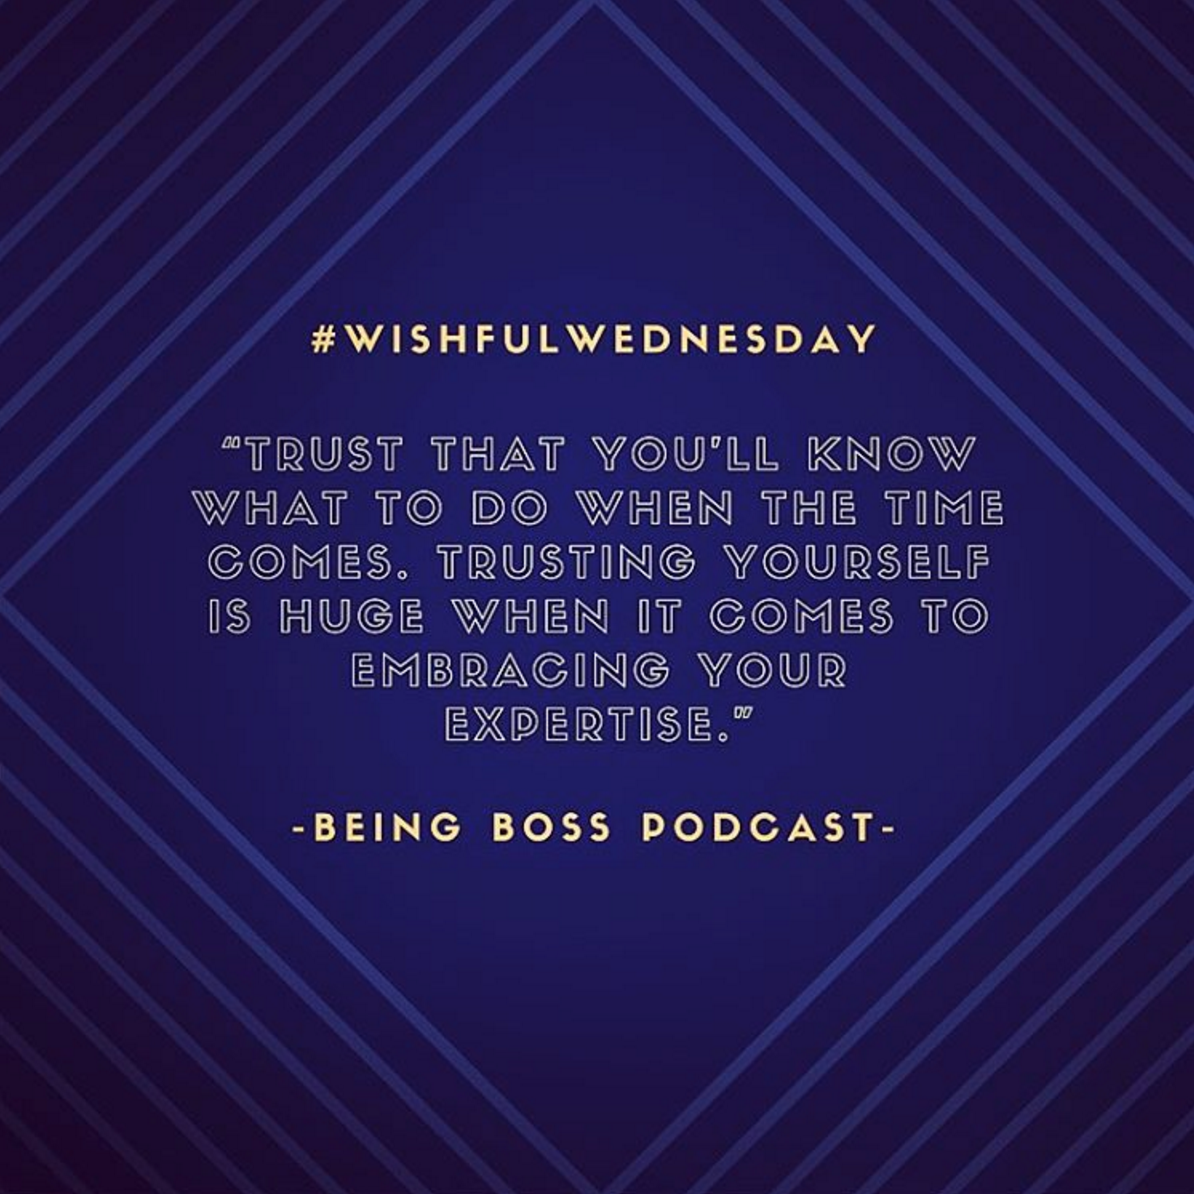 #WISHFULWEDNESDAY
“TRUST THAT YOU'LL KNOW
WHAT TO DO WHEN THE TIME
COMES. TRUSTING YOURSELF
IS HUGE WHEN IT COMES TO
EMBRACING YOUR
EXPERTISE.”
-BEING BOSS PODCAST-